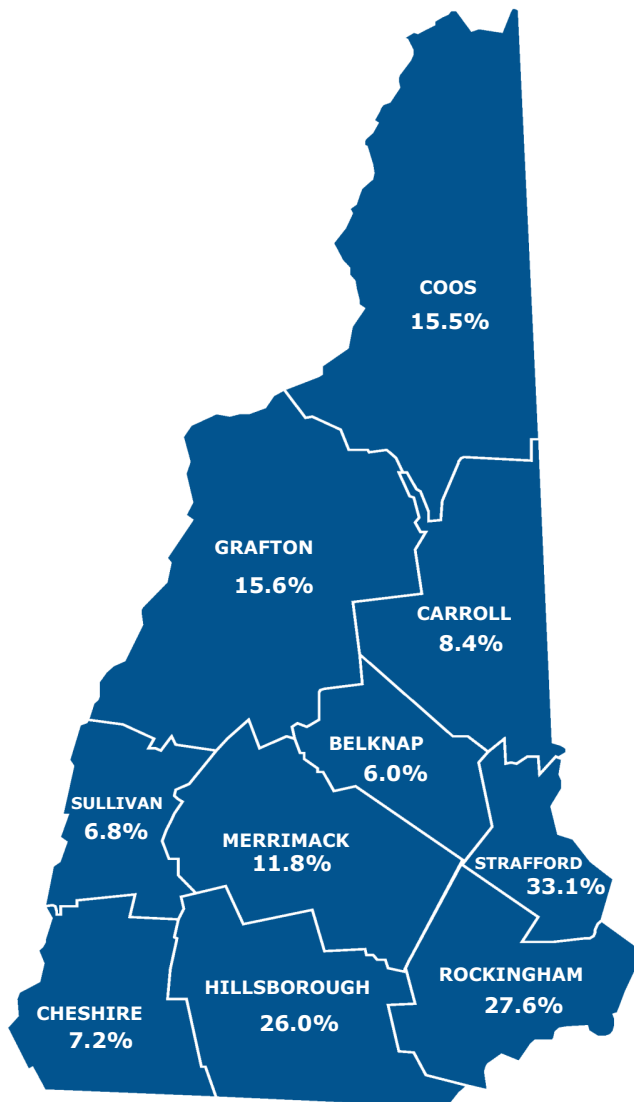 COOS
15.5%
GRAFTON
15.6%
CARROLL
8.4%
BELKNAP
6.0%
SULLIVAN
6.8%
MERRIMACK
11.8%
STRAFFORD
33.1%
HILLSBOROUGH
26.0%
ROCKINGHAM
27.6%
CHESHIRE
7.2%